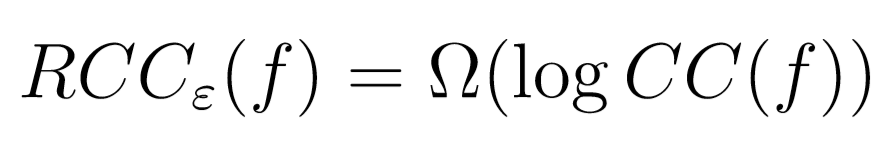 RCC_ε(f) = Ω(log CC(f))